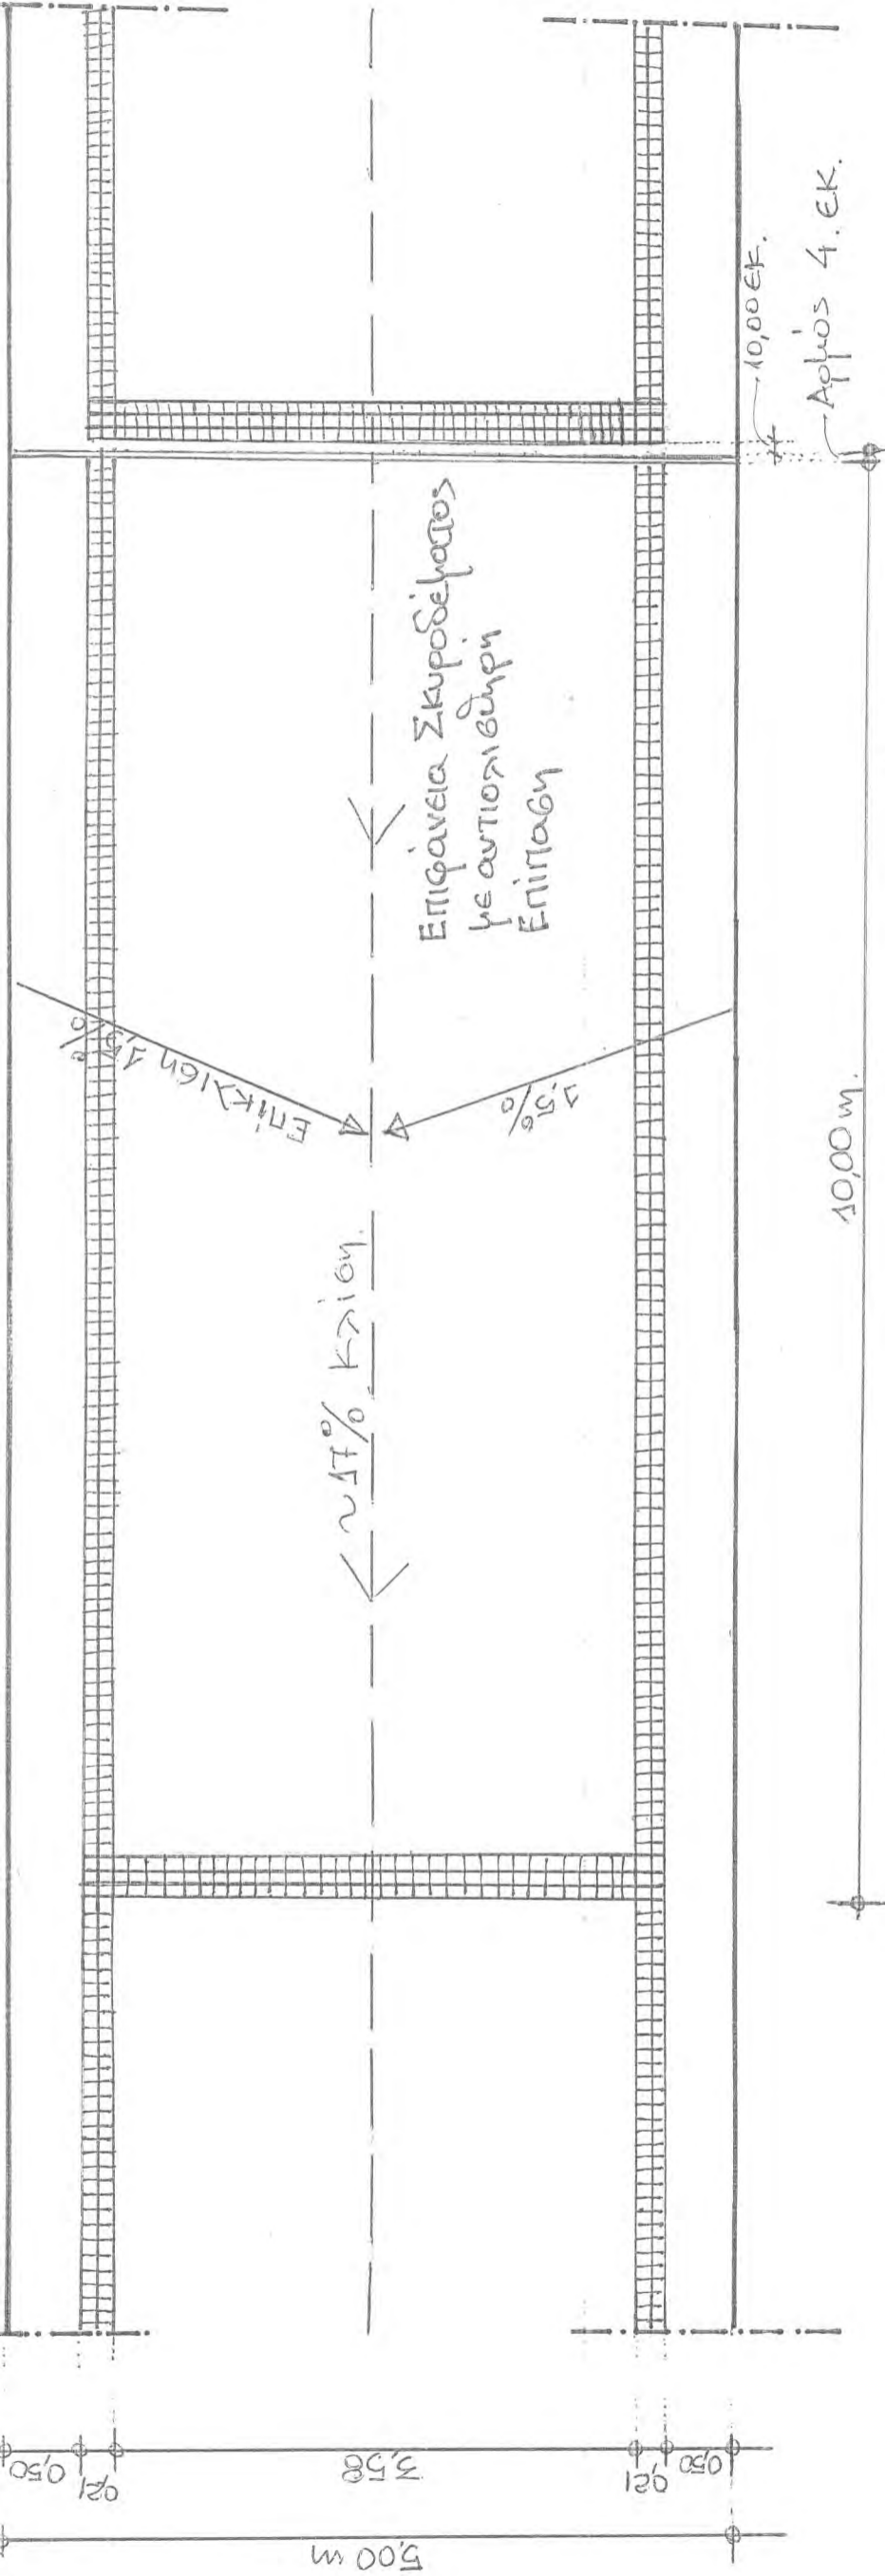 10,00 εκ.
Αρμός 4. εκ.
Επιφάνεια Σκυροδέματος
με αντιολισθηρη
Επίπαση
Επίκλιση 1,5%
1,5%
~17% κλίση.
10,00 m.
0,50
0,21
3,58
0,21
0,50
5,00 m